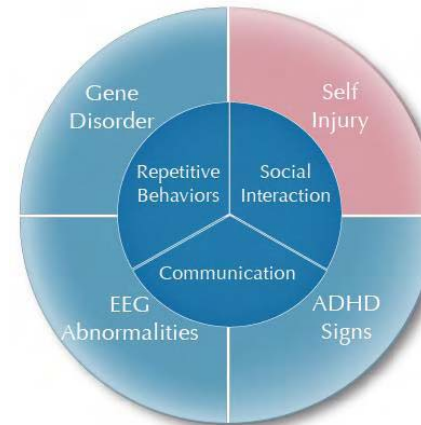 Gene
Disorder
Self
Injury
Repetitive
Behaviors
Social
Interaction
Communication
EEG
Abnormalities
ADHD
Signs